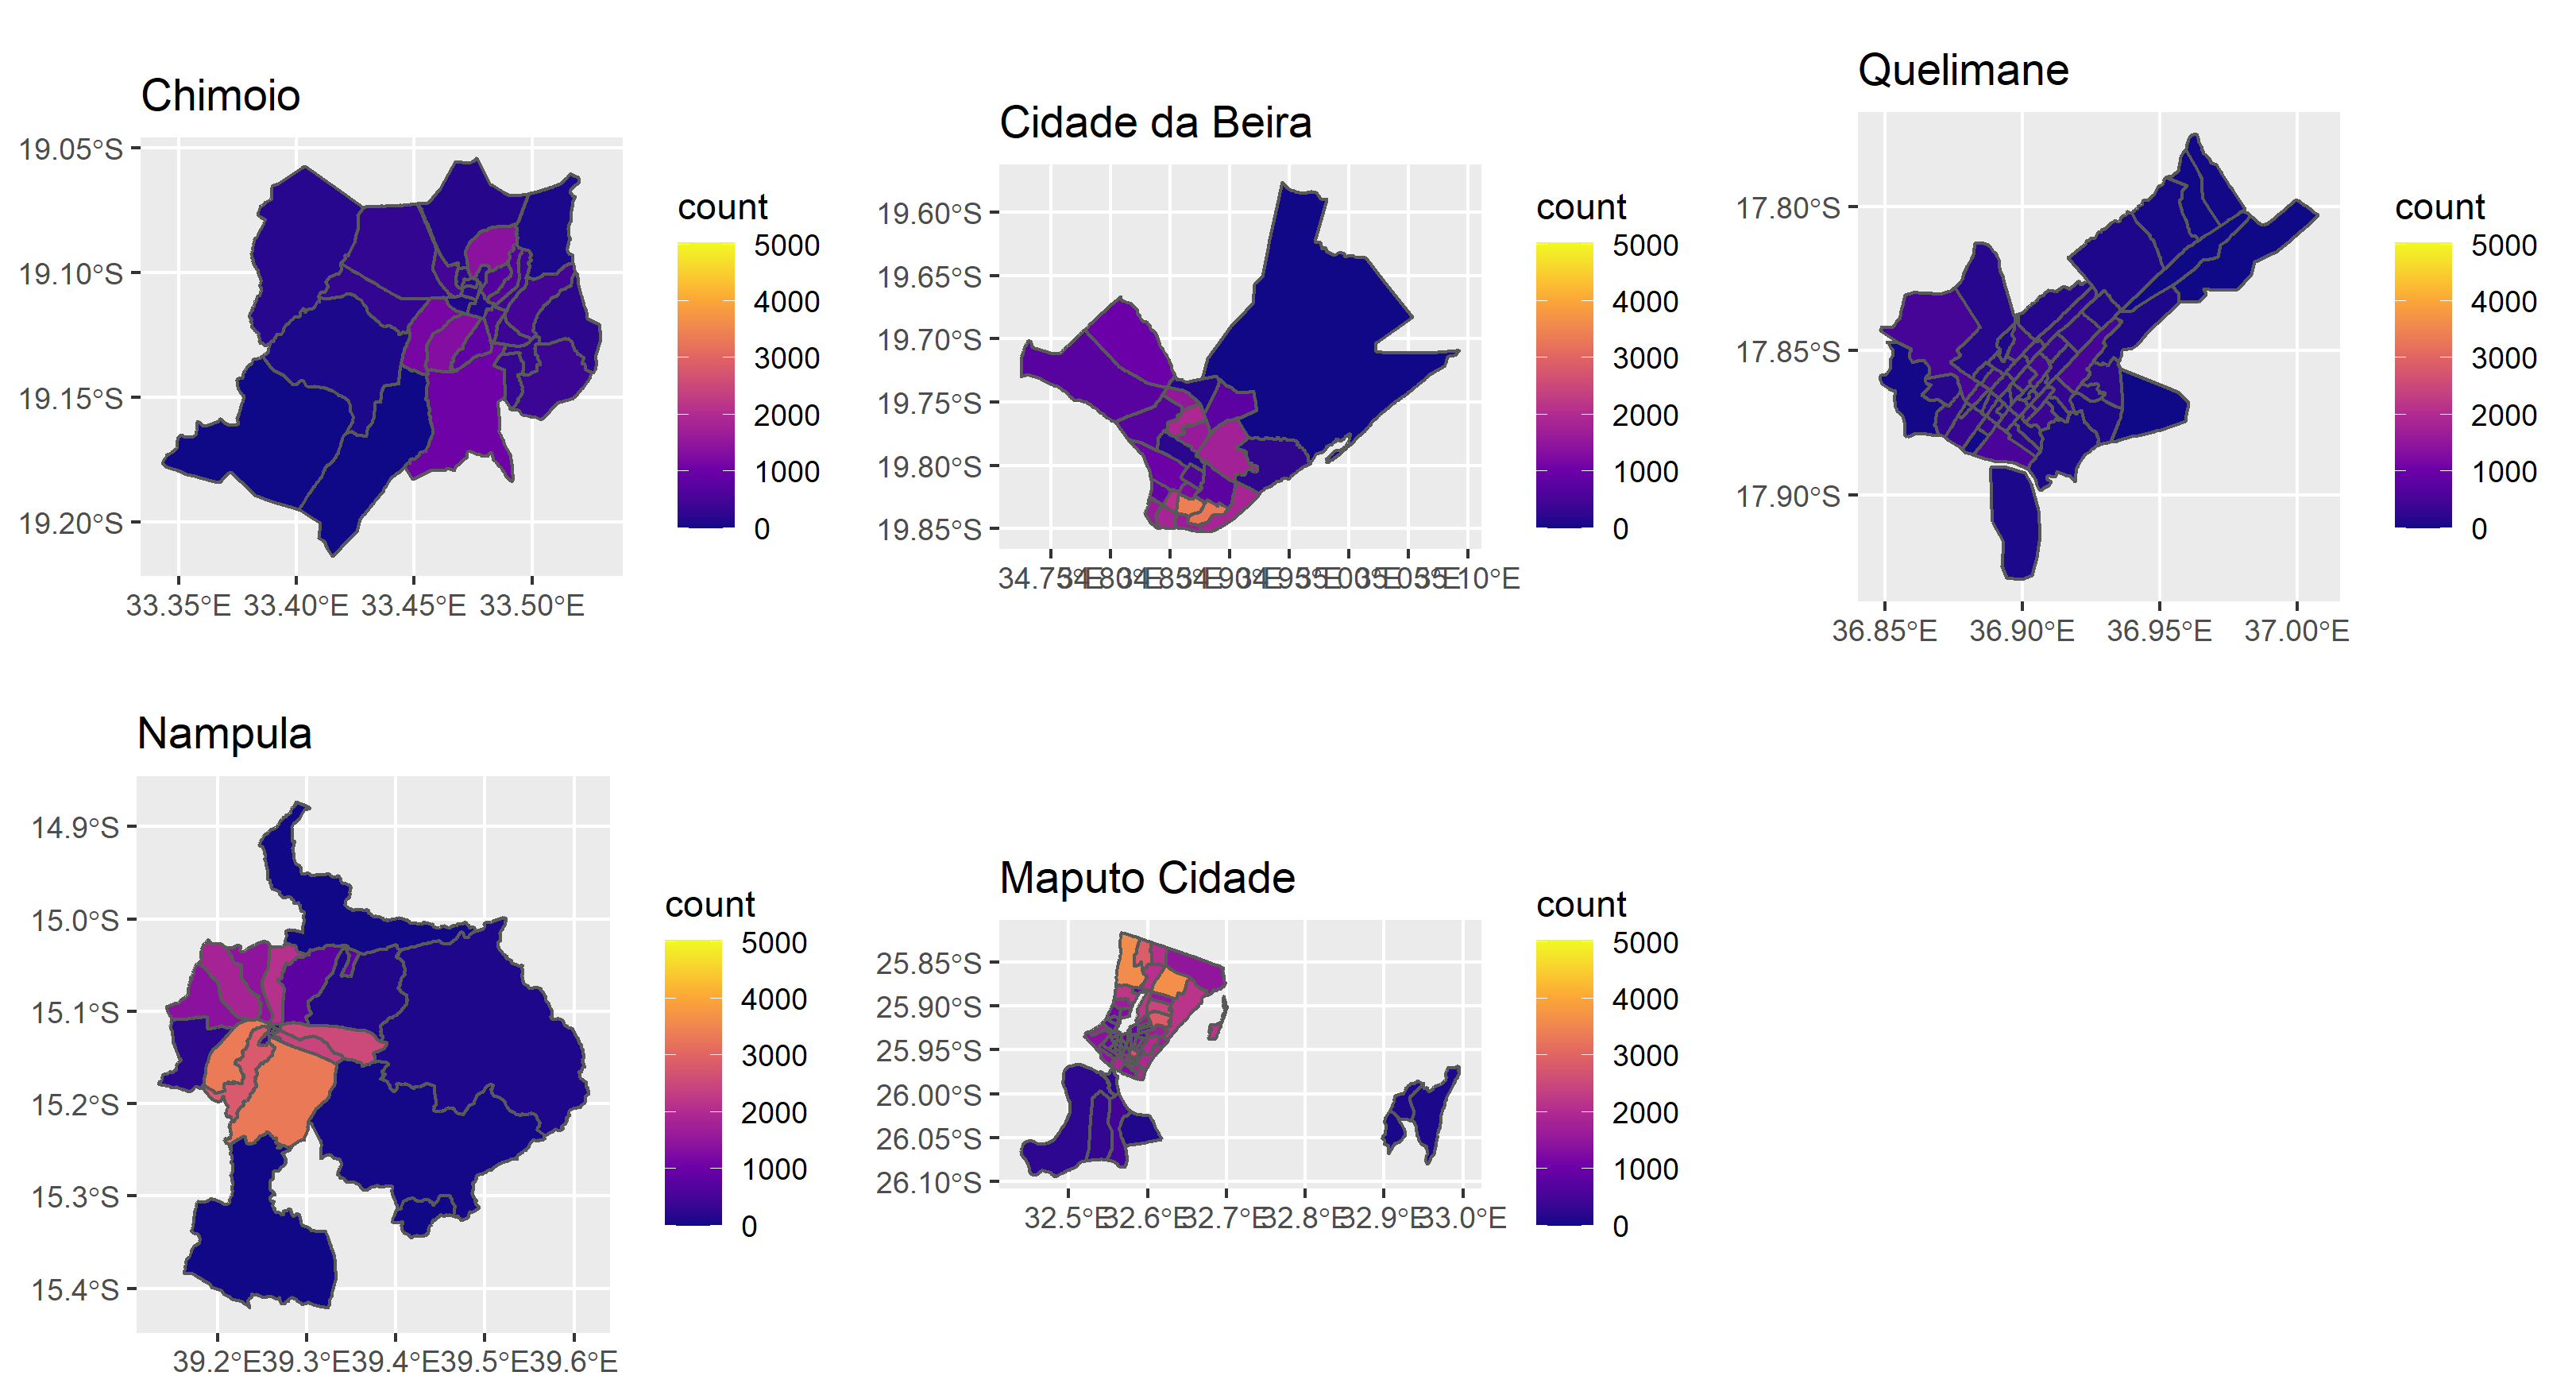 Chimoio
19.05°S
19.10°S
19.15°S
19.20°S
33.35°E 33.40°E 33.45°E 33.50°E
count
5000
4000
3000
2000
1000
0
Cidade da Beira
19.60°S
19.65°S
19.70°S
19.75°S
19.80°S
19.85°S
34.75°E 34.80°E 34.85°E 34.90°E 34.95°E 35.00°E 35.05°E 35.10°E
count
5000
4000
3000
2000
1000
0
Quelimane
17.80°S
17.85°S
17.90°S
36.85°E 36.90°E 36.95°E 37.00°E
count
5000
4000
3000
2000
1000
0
Nampula
14.9°S
15.0°S
15.1°S
15.2°S
15.3°S
15.4°S
39.2°E 39.3°E 39.4°E 39.5°E 39.6°E
count
5000
4000
3000
2000
1000
0
Maputo Cidade
25.85°S
25.90°S
25.95°S
26.00°S
26.05°S
26.10°S
32.5°E 32.6°E 32.7°E 32.8°E 32.9°E 33.0°E
count
5000
4000
3000
2000
1000
0